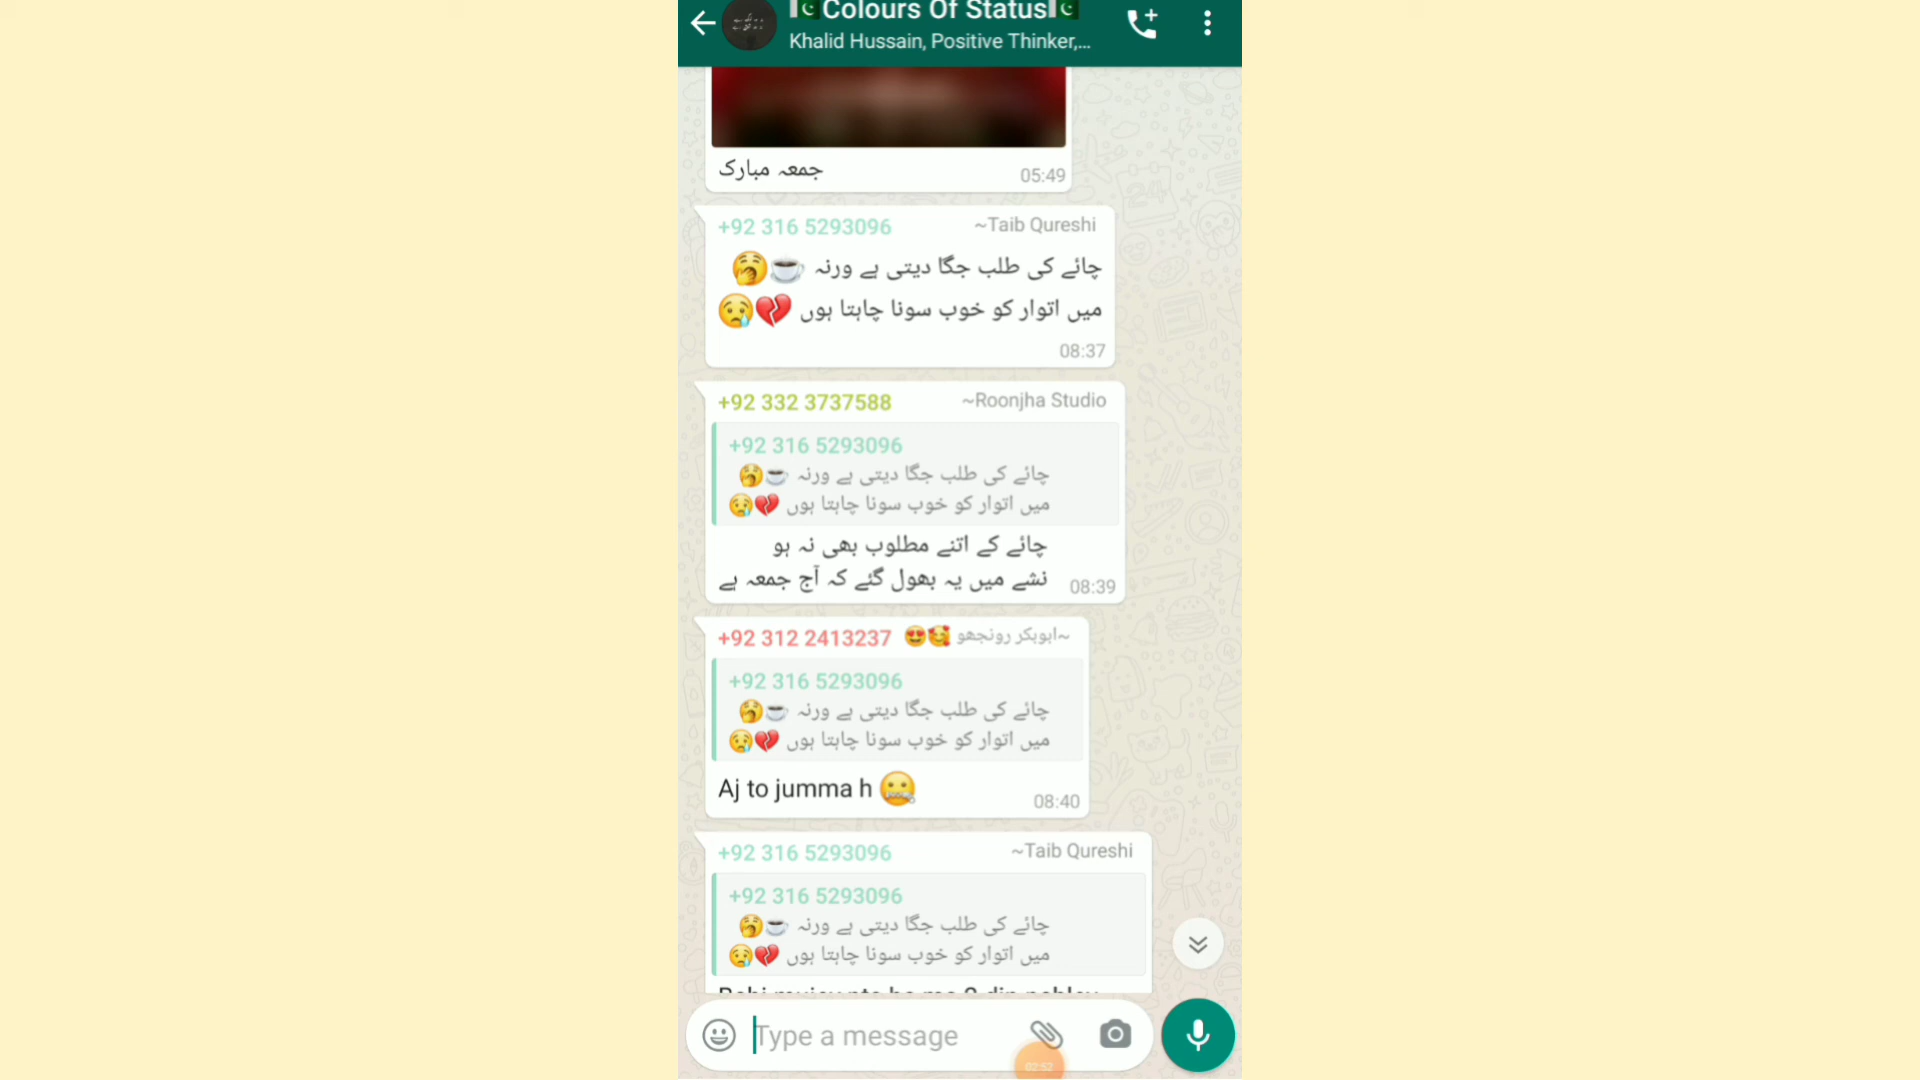 🇵🇰Colours Of Status🇵🇰
Khalid Hussain, Positive Thinker,...
جمعہ مبارک
05:49
+92 316 5293096 ~Taib Qureshi
چائے کی طلب جگا دیتی ہے ورنہ ☕🥱
میں اتوار کو خوب سونا چاہتا ہوں 💔😢
08:37
+92 332 3737588 ~Roonjha Studio
+92 316 5293096
چائے کی طلب جگا دیتی ہے ورنہ ☕🥱
میں اتوار کو خوب سونا چاہتا ہوں 💔😢
چائے کے اتنے مطلوب بھی نہ ہو
نشے میں یہ بھول گئے کہ آج جمعہ ہے
08:39
+92 312 2413237 ~ابوبکر رونجھو 🥰😍
+92 316 5293096
چائے کی طلب جگا دیتی ہے ورنہ ☕🥱
میں اتوار کو خوب سونا چاہتا ہوں 💔😢
Aj to jumma h 🤐
08:40
+92 316 5293096 ~Taib Qureshi
+92 316 5293096
چائے کی طلب جگا دیتی ہے ورنہ ☕🥱
میں اتوار کو خوب سونا چاہتا ہوں 💔😢
Type a message
02:52